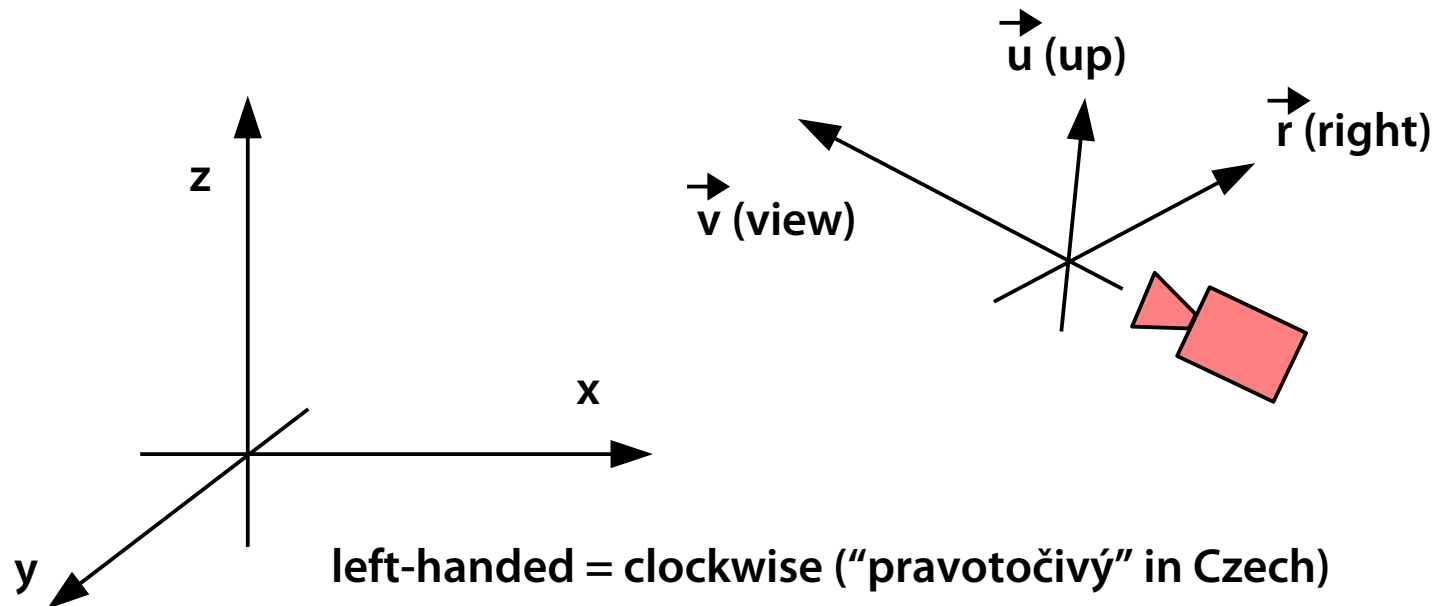 u (up)
r (right)
z
v (view)
x
y
left-handed = clockwise (“pravotočivý” in Czech)